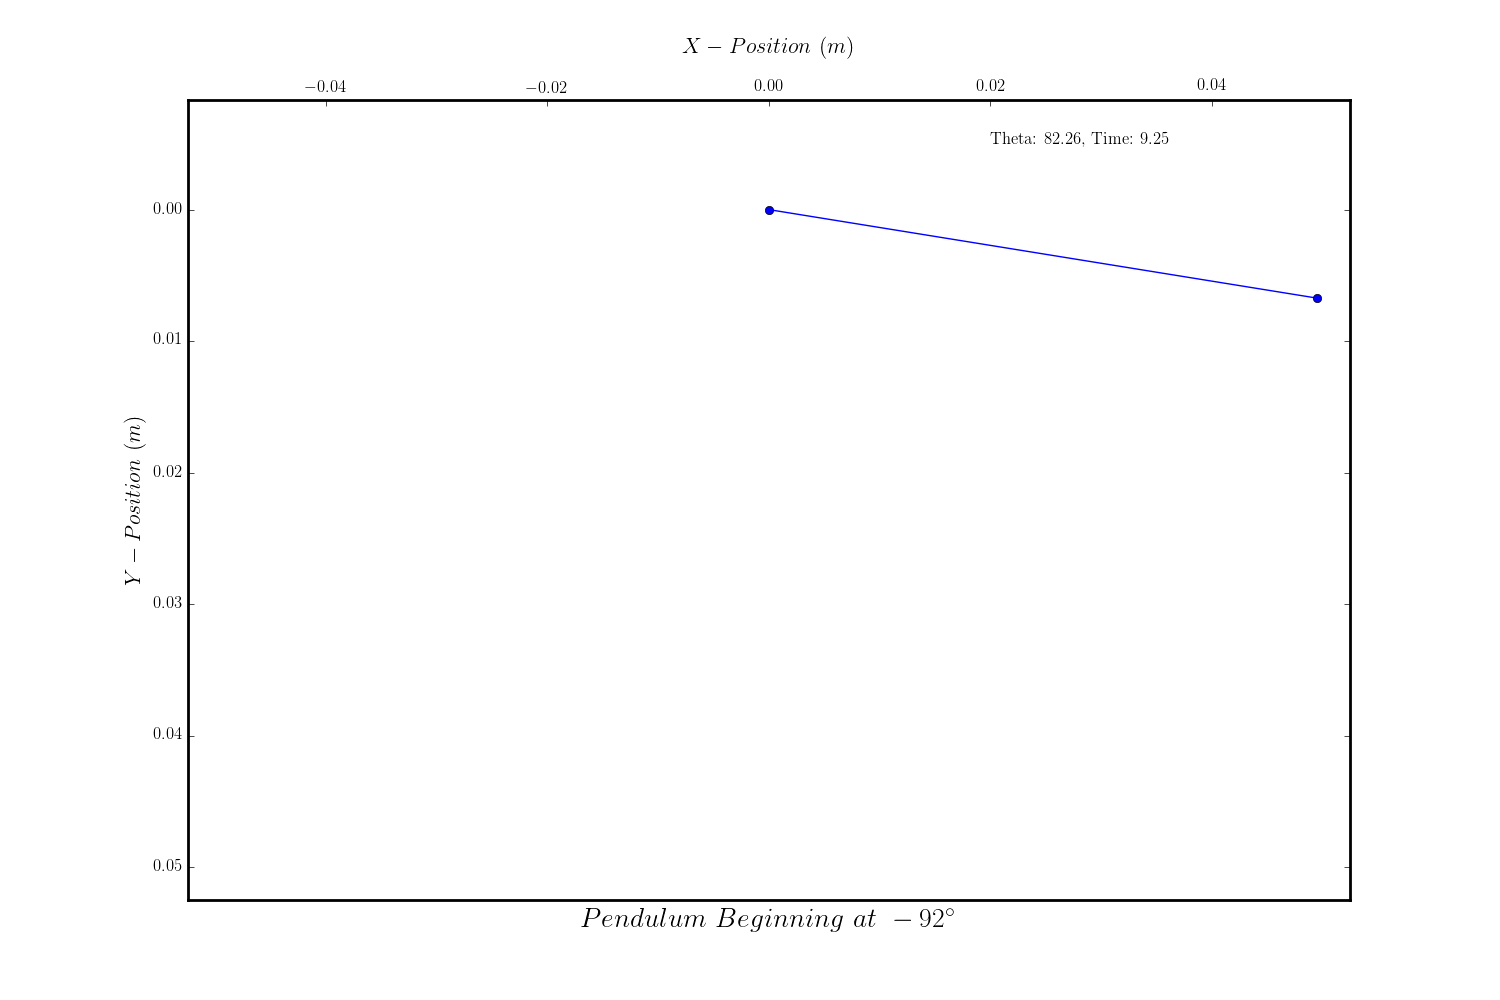 X − Position (m)
−0.04 −0.02 0.00 0.02 0.04
Theta: 82.26, Time: 9.25
0.00
0.01
0.02
0.03
0.04
0.05
Y − Position (m)
Pendulum Beginning at −92°